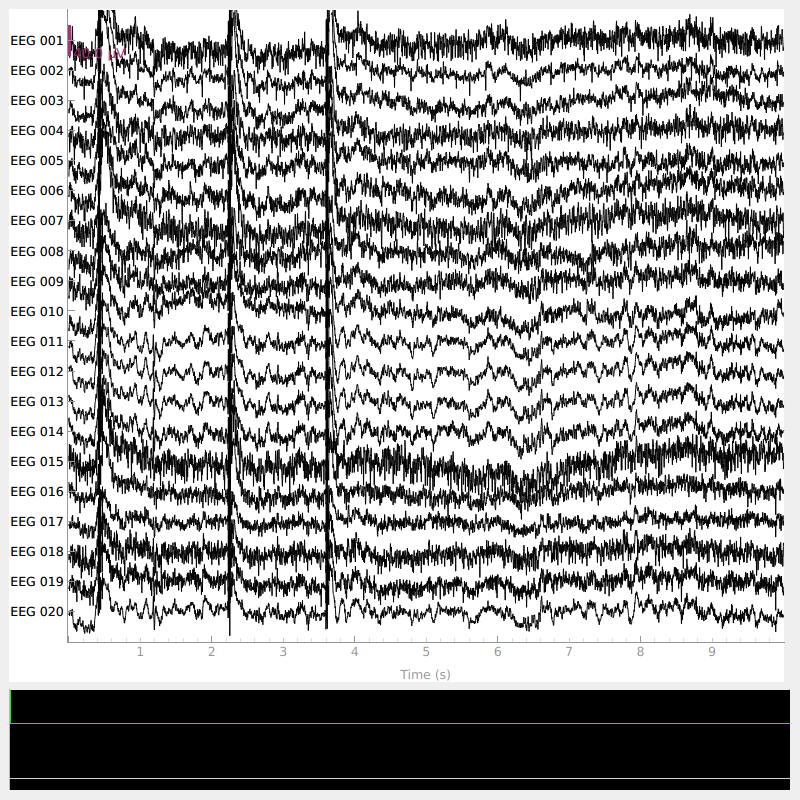 EEG 001
EEG 002
EEG 003
EEG 004
EEG 005
EEG 006
EEG 007
EEG 008
EEG 009
EEG 010
EEG 011
EEG 012
EEG 013
EEG 014
EEG 015
EEG 016
EEG 017
EEG 018
EEG 019
EEG 020
1 2 3 4 5 6 7 8 9
Time (s)